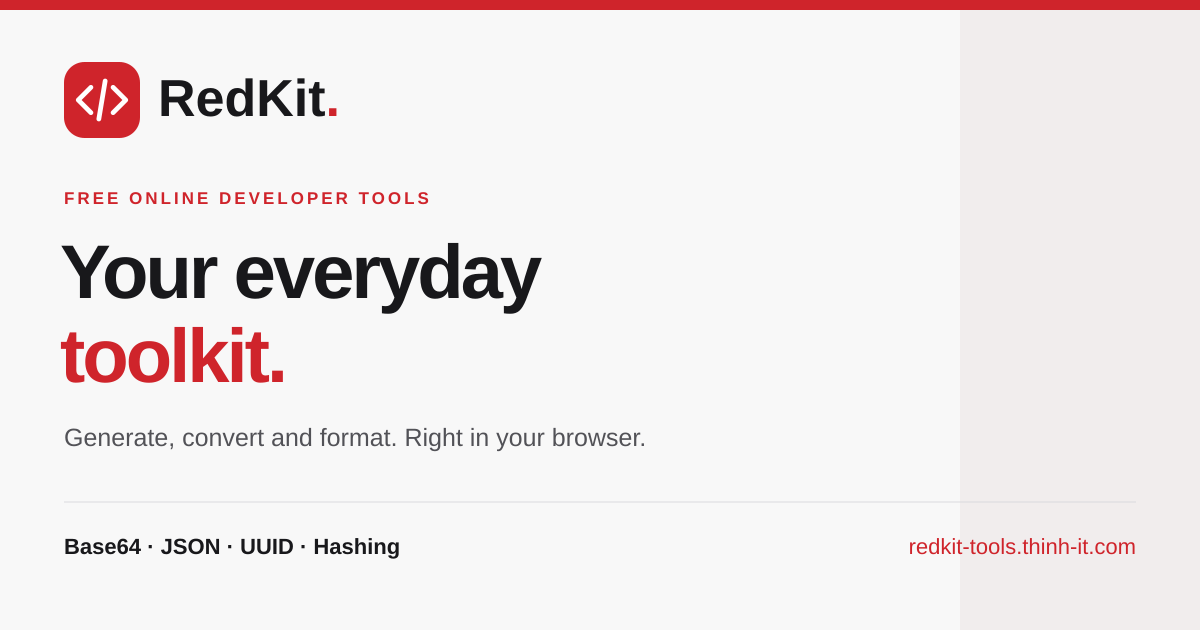 RedKit.
FREE ONLINE DEVELOPER TOOLS
Your everyday
toolkit.
Generate, convert and format. Right in your browser.
Base64 · JSON · UUID · Hashing
redkit-tools.thinh-it.com